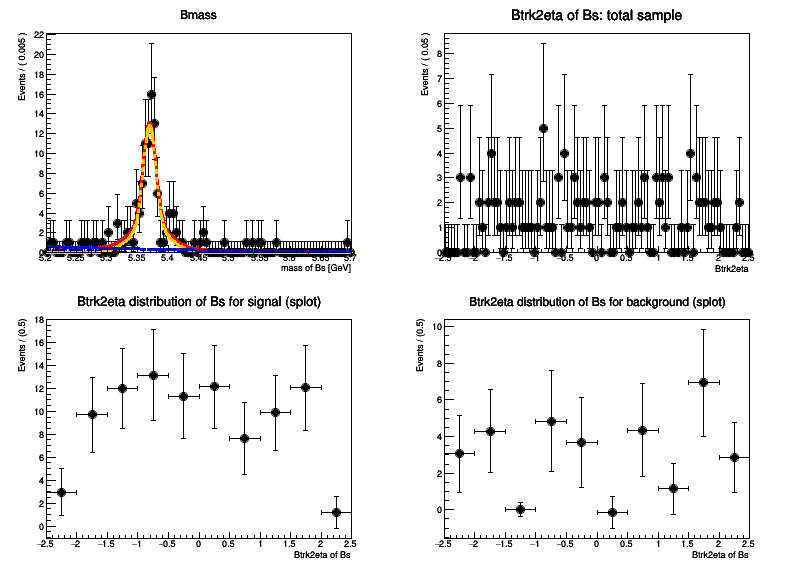 Bmass
Events / ( 0.005 )
22
20
18
16
14
12
10
8
6
4
2
0
5.2 5.25 5.3 5.35 5.4 5.45 5.5 5.55 5.6 5.65 5.7
mass of Bs [GeV]
Btrk2eta of Bs: total sample
Events / ( 0.05 )
8
7
6
5
4
3
2
1
0
−2.5 −2 −1.5 −1 −0.5 0 0.5 1 1.5 2 2.5
Btrk2eta
Btrk2eta distribution of Bs for signal (splot)
Events / (0.5)
18
16
14
12
10
8
6
4
2
0
−2.5 −2 −1.5 −1 −0.5 0 0.5 1 1.5 2 2.5
Btrk2eta of Bs
Btrk2eta distribution of Bs for background (splot)
Events / (0.5)
10
8
6
4
2
0
−2.5 −2 −1.5 −1 −0.5 0 0.5 1 1.5 2 2.5
Btrk2eta of Bs